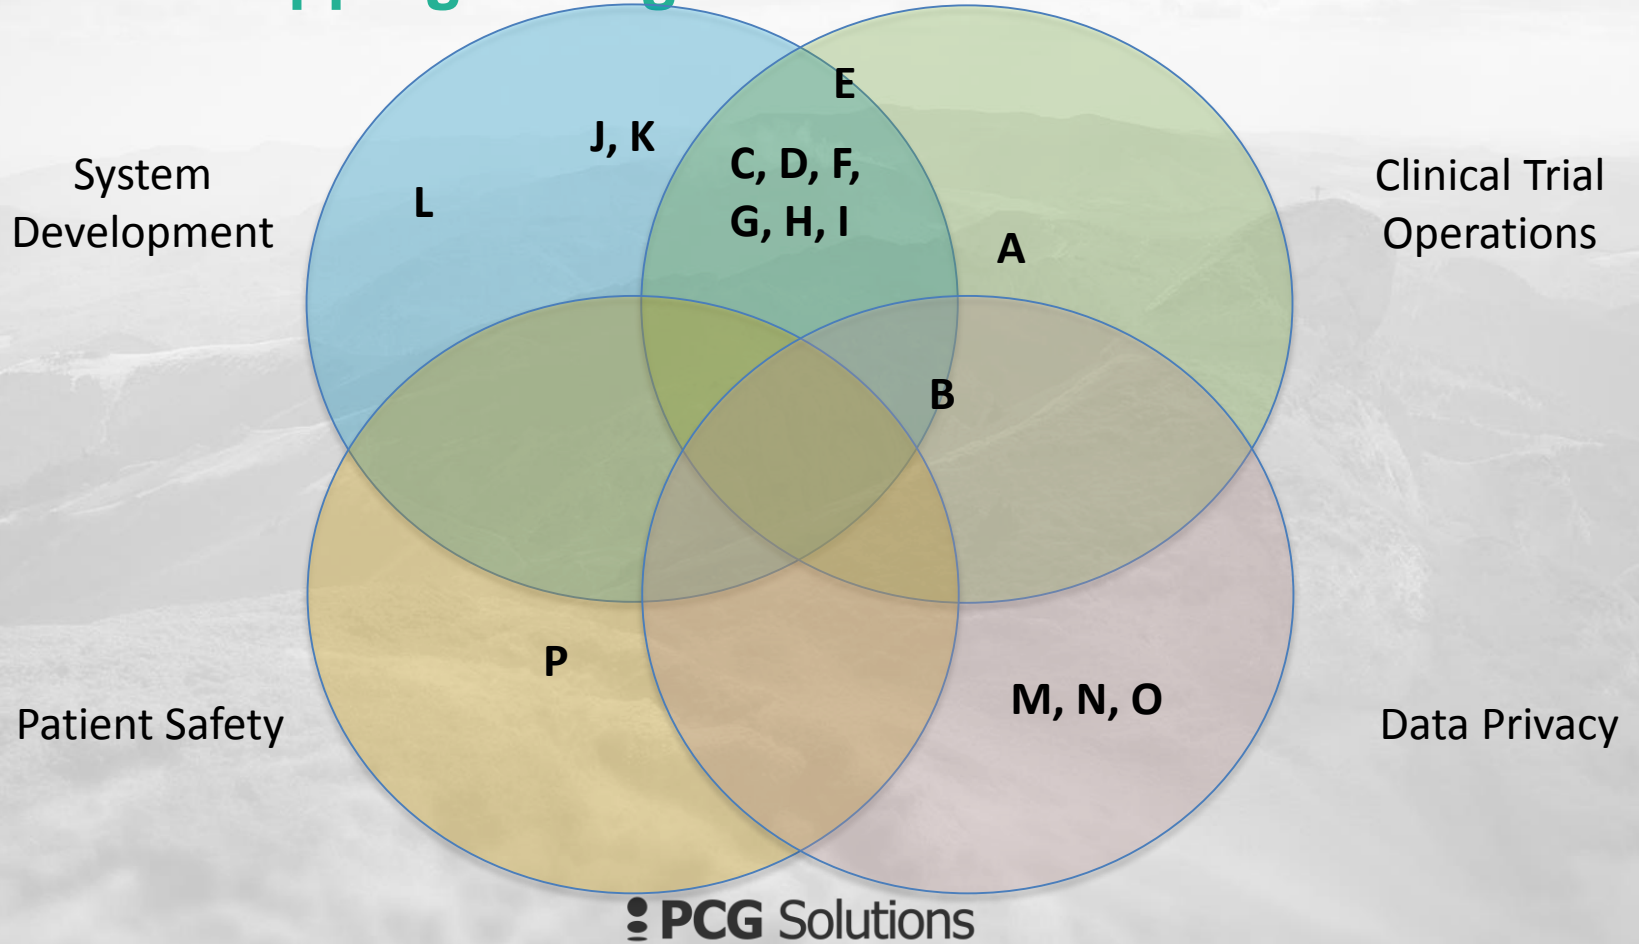 E
J, K
C, D, F,
G, H, I
L
A
System
Development
Clinical Trial
Operations
B
P
M, N, O
Patient Safety
Data Privacy
PCG Solutions